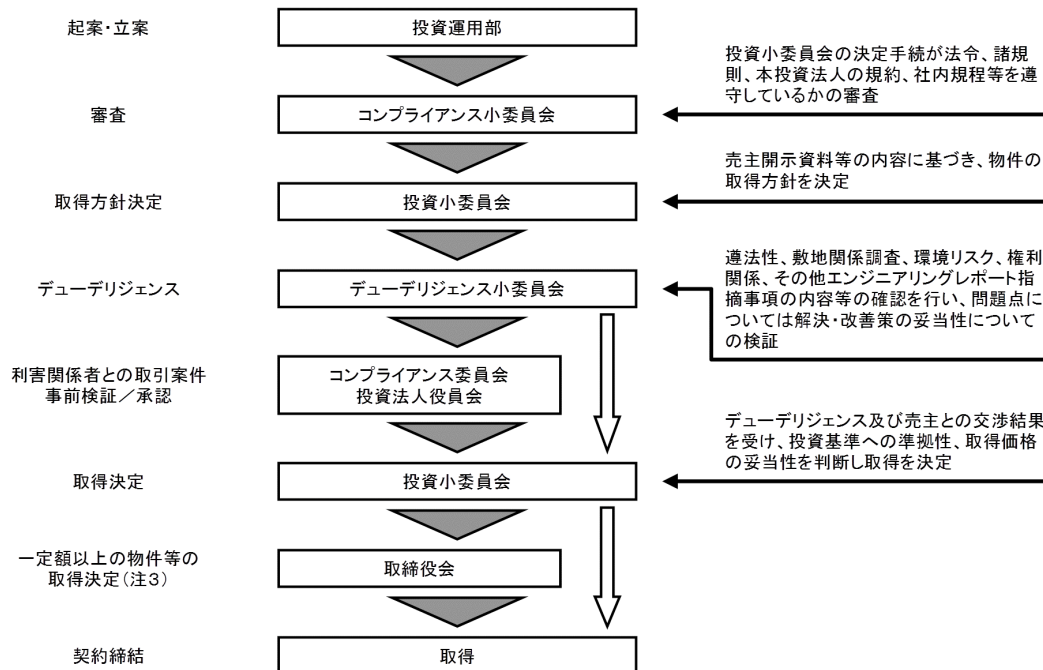 起案・立案
投資運用部
投資小委員会の決定手続が法令、諸規
則、本投資法人の規約、社内規程等を遵
守しているかの審査
審査
コンプライアンス小委員会
売主開示資料等の内容に基づき、物件の
取得方針を決定
取得方針決定
投資小委員会
遵法性、敷地関係調査、環境リスク、権利
関係、その他エンジニアリングレポート指
摘事項の内容等の確認を行い、問題点に
ついては解決・改善策の妥当性について
の検証
デューデリジェンス
デューデリジェンス小委員会
利害関係者との取引案件
事前検証／承認
コンプライアンス委員会
投資法人役員会
デューデリジェンス及び売主との交渉結果
を受け、投資基準への準拠性、取得価格
の妥当性を判断し取得を決定
取得決定
投資小委員会
一定額以上の物件等の
取得決定（注3）
取締役会
契約締結
取得